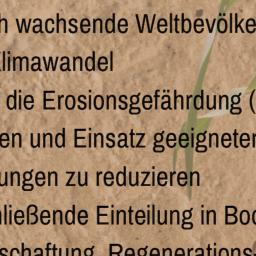 h wachsende Weltbevölke
limawandel
die Erosionsgefährdung (
en und Einsatz geeigneter
ungen zu reduzieren
ließende Einteilung in Bo
schaftung, Regenerations-